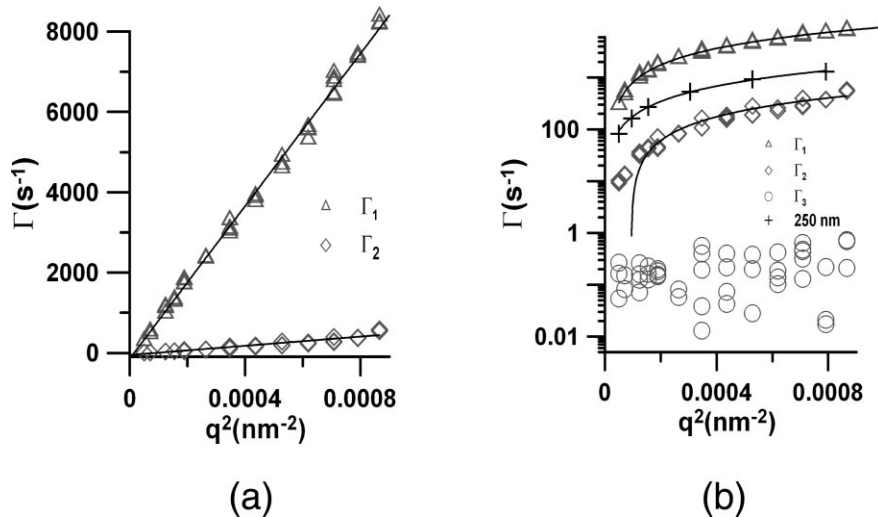 8000
6000
4000
2000
0
Γ(s⁻¹)
△ Γ₁
◇ Γ₂
0 0.0004 0.0008
q²(nm⁻²)
(a)
100
1
0.01
Γ(s⁻¹)
△ Γ₁
◇ Γ₂
○ Γ₃
+ 250 nm
0 0.0004 0.0008
q²(nm⁻²)
(b)